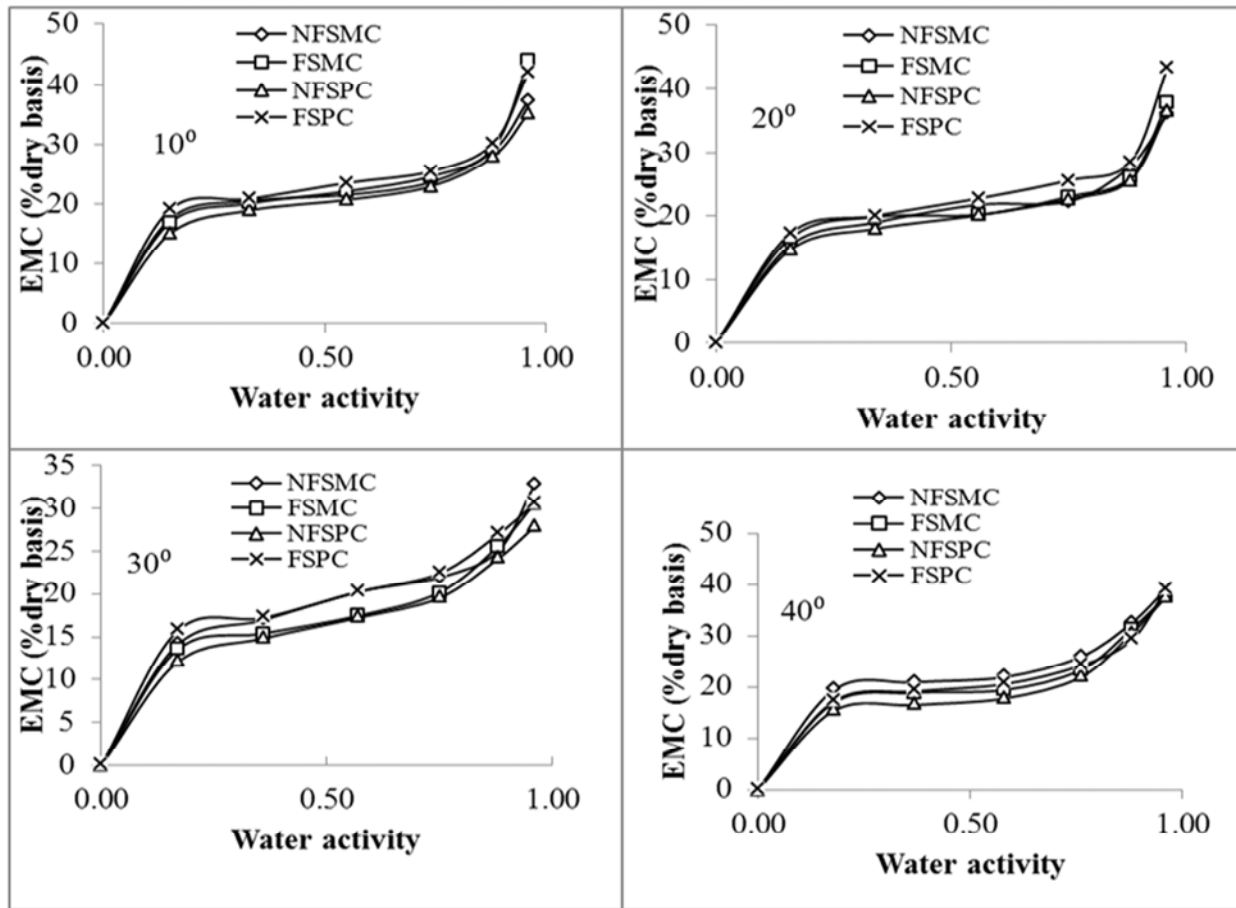 EMC (%dry basis)
50
40
30
20
10
0
NFSMC
FSMC
NFSPC
FSPC
10⁰
0.00 0.50 1.00
Water activity
EMC (%dry basis)
50
40
30
20
10
0
NFSMC
FSMC
NFSPC
FSPC
20⁰
0.00 0.50 1.00
Water activity
EMC (%dry basis)
35
30
25
20
15
10
5
0
NFSMC
FSMC
NFSPC
FSPC
30⁰
0.00 0.50 1.00
Water activity
EMC (%dry basis)
50
40
30
20
10
0
NFSMC
FSMC
NFSPC
FSPC
40⁰
0.00 0.50 1.00
Water activity